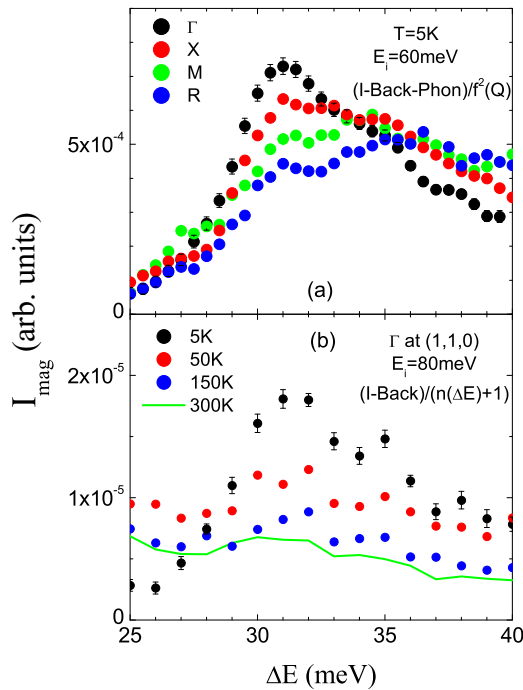 Γ
X
M
R
T=5K
E_i=60meV
(I-Back-Phon)/f²(Q)
5x10⁻⁴
0
(a)
I_mag (arb. units)
5K
50K
150K
300K
(b)
Γ at (1,1,0)
E_i=80meV
(I-Back)/(n(ΔE)+1)
2x10⁻⁵
1x10⁻⁵
0
25 30 35 40
ΔE (meV)